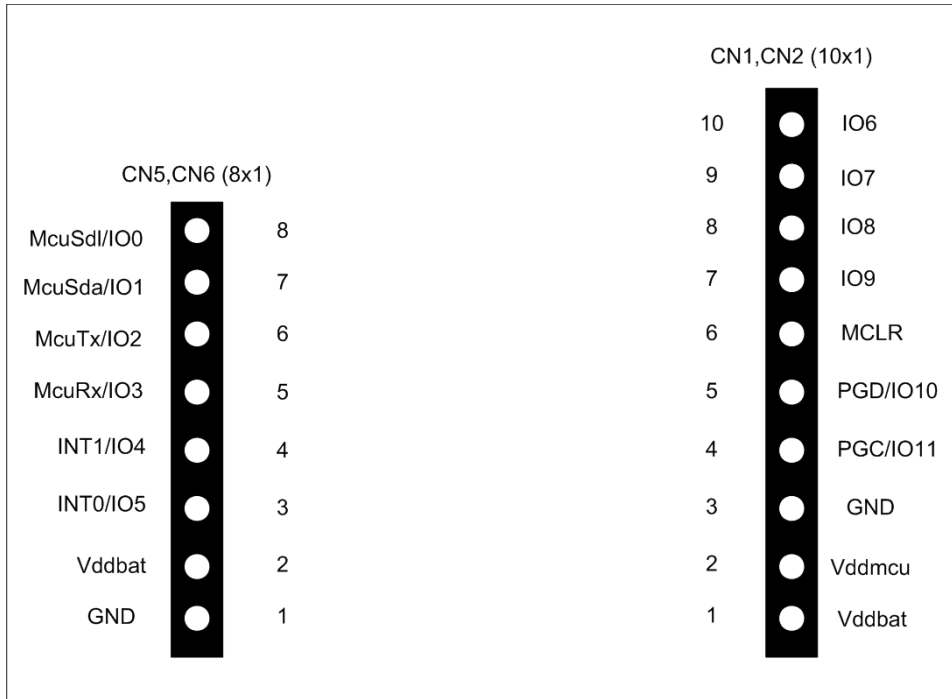 CN1,CN2 (10x1)
10 IO6
9 IO7
CN5,CN6 (8x1)
McuSdl/IO0 8 8 IO8
McuSda/IO1 7 7 IO9
McuTx/IO2 6 6 MCLR
McuRx/IO3 5 5 PGD/IO10
INT1/IO4 4 4 PGC/IO11
INT0/IO5 3 3 GND
Vddbat 2 2 Vddmcu
GND 1 1 Vddbat